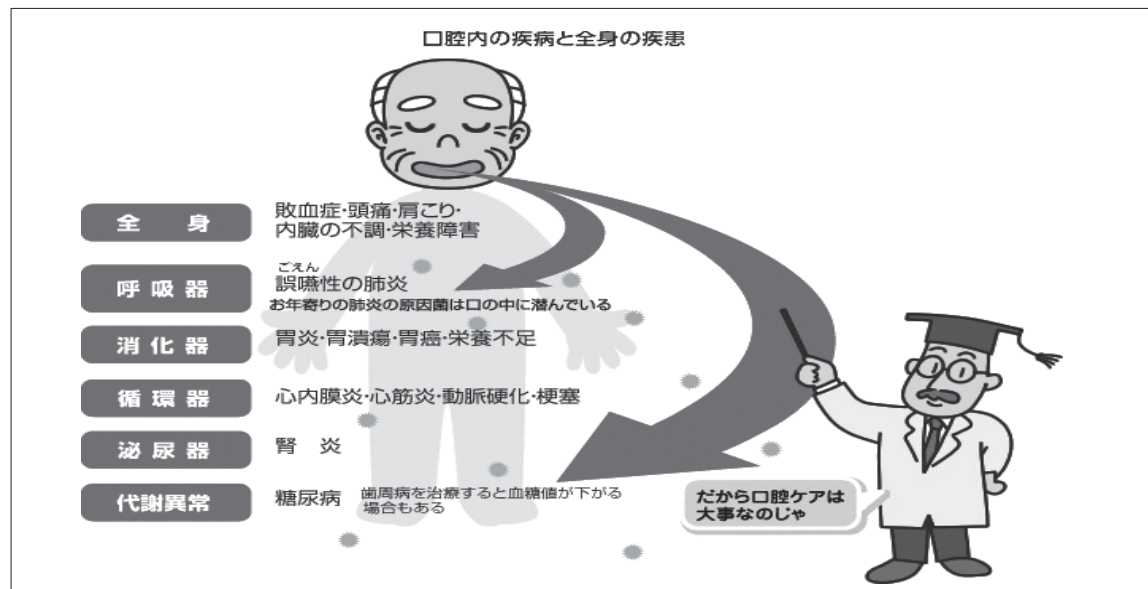 口腔内の疾病と全身の疾患
全 身
敗血症･頭痛･肩こり･
内臓の不調･栄養障害
呼 吸 器
ごえん
誤嚥性の肺炎
お年寄りの肺炎の原因菌は口の中に潜んでいる
消 化 器
胃炎･胃潰瘍･胃癌･栄養不足
循 環 器
心内膜炎･心筋炎･動脈硬化･梗塞
泌 尿 器
腎 炎
代謝異常
糖尿病
歯周病を治療すると血糖値が下がる
場合もある
だから口腔ケアは
大事なのじゃ